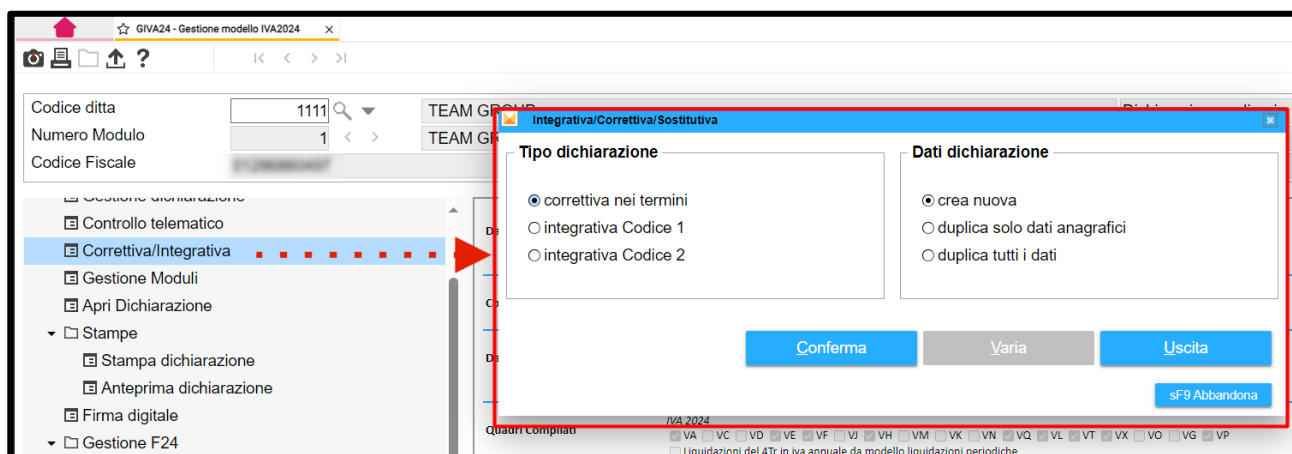 GIVA24 - Gestione modello IVA2024 x
Codice ditta 1111 TEAM GROUP
Numero Modulo 1 TEAM
Codice Fiscale
Integrativa/Correttiva/Sostitutiva
Tipo dichiarazione Dati dichiarazione
correttiva nei termini crea nuova
integrativa Codice 1 duplica solo dati anagrafici
integrativa Codice 2 duplica tutti i dati
Conferma Varia Uscita
sF9 Abbandona
Gestione dichiarazione
Controllo telematico
Correttiva/Integrativa
Gestione Moduli
Apri Dichiarazione
Stampe
Stampa dichiarazione
Anteprima dichiarazione
Firma digitale
Gestione F24
Quadri Compilati
IVA 2024
VA VC VD VE VF VJ VH VM VK VN VQ VL VT VX VO VG VP
Liquidazioni del 4Tr in iva annuale da modello liquidazioni periodiche